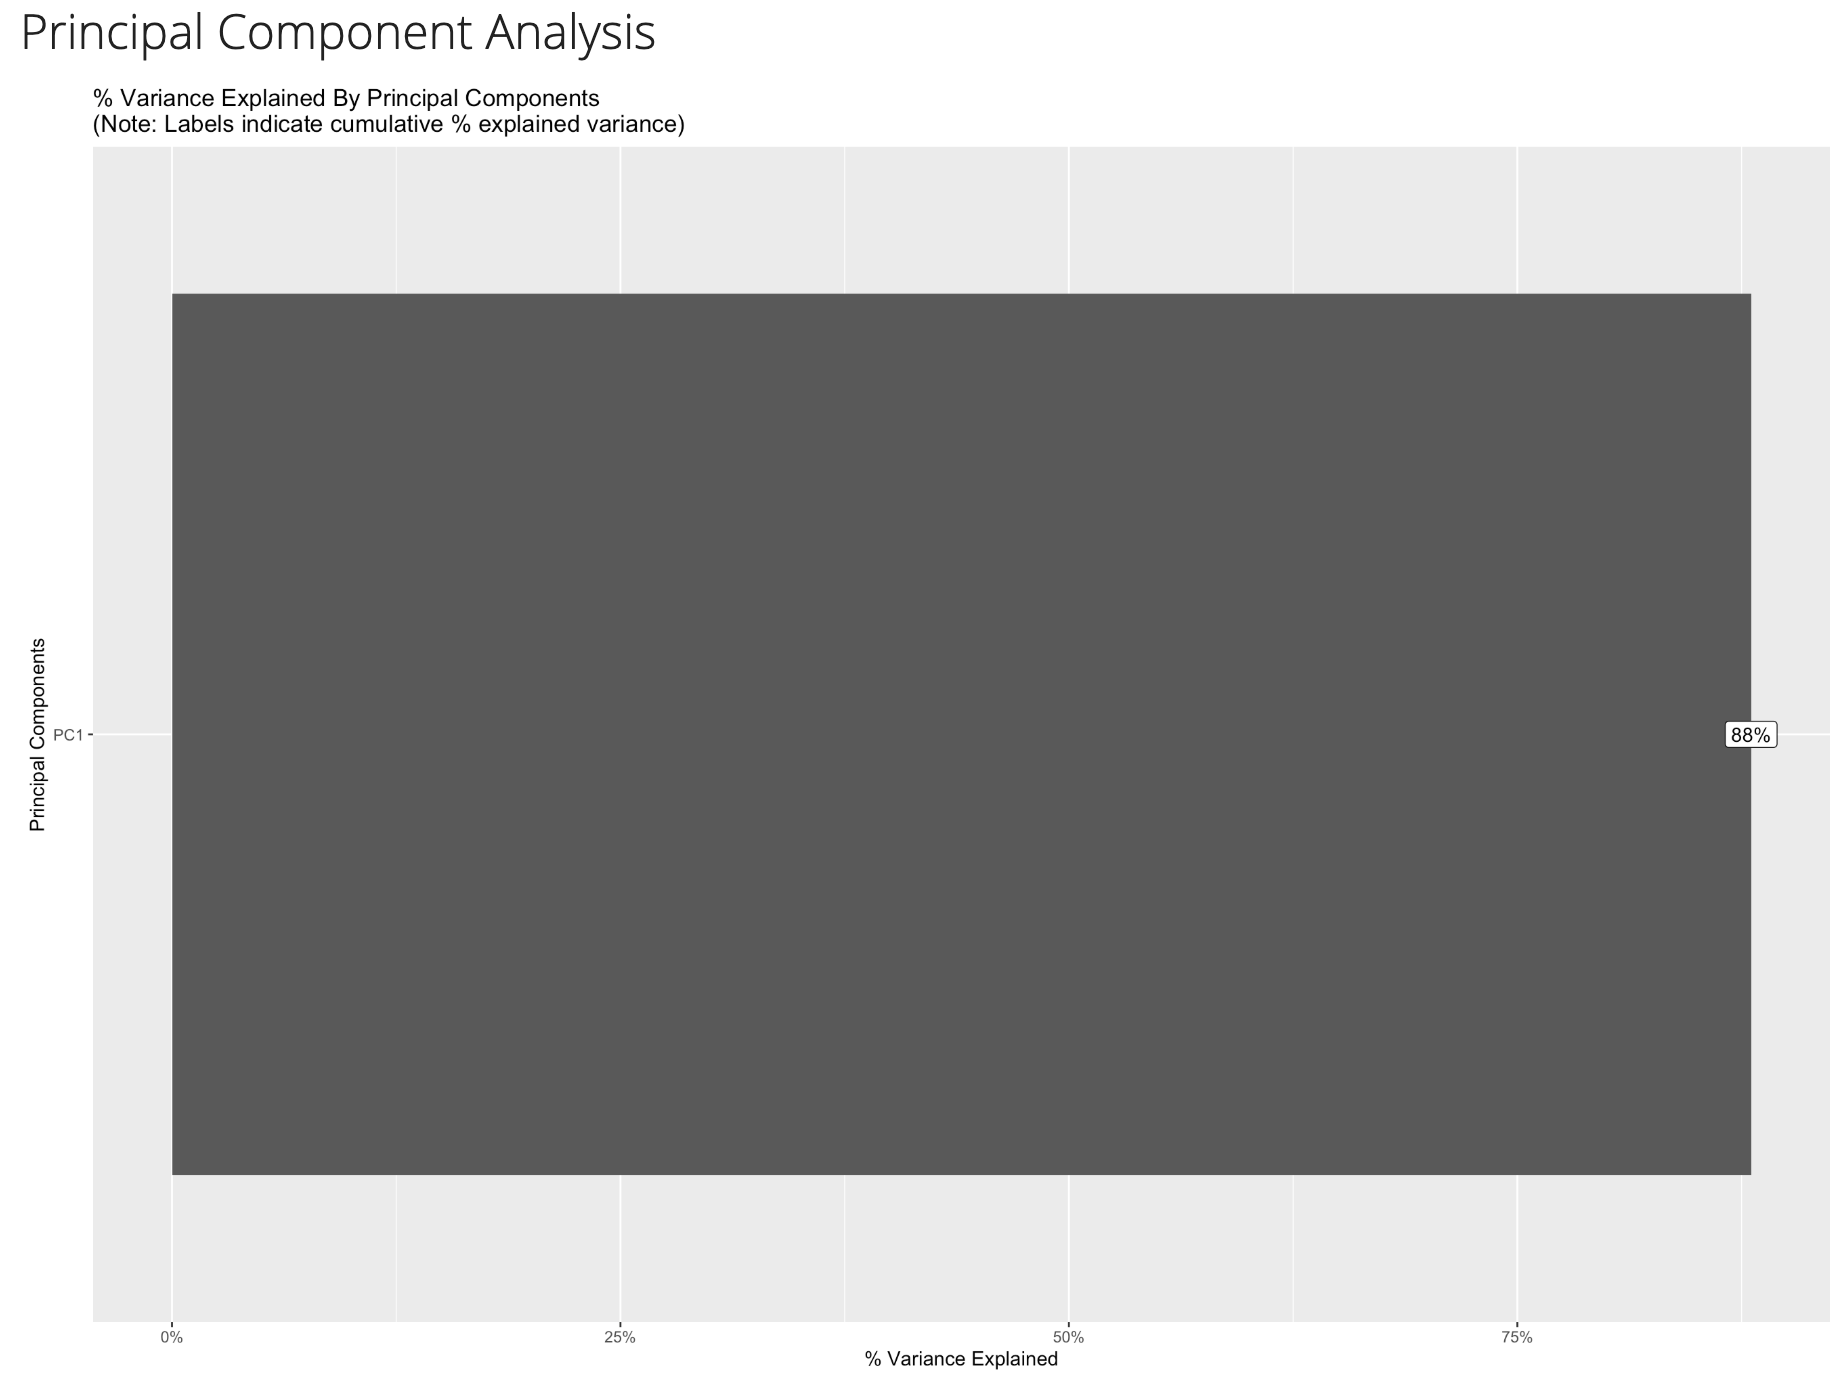 Principal Component Analysis
% Variance Explained By Principal Components
(Note: Labels indicate cumulative % explained variance)
Principal Components
PC1
88%
0%
25%
50%
75%
% Variance Explained